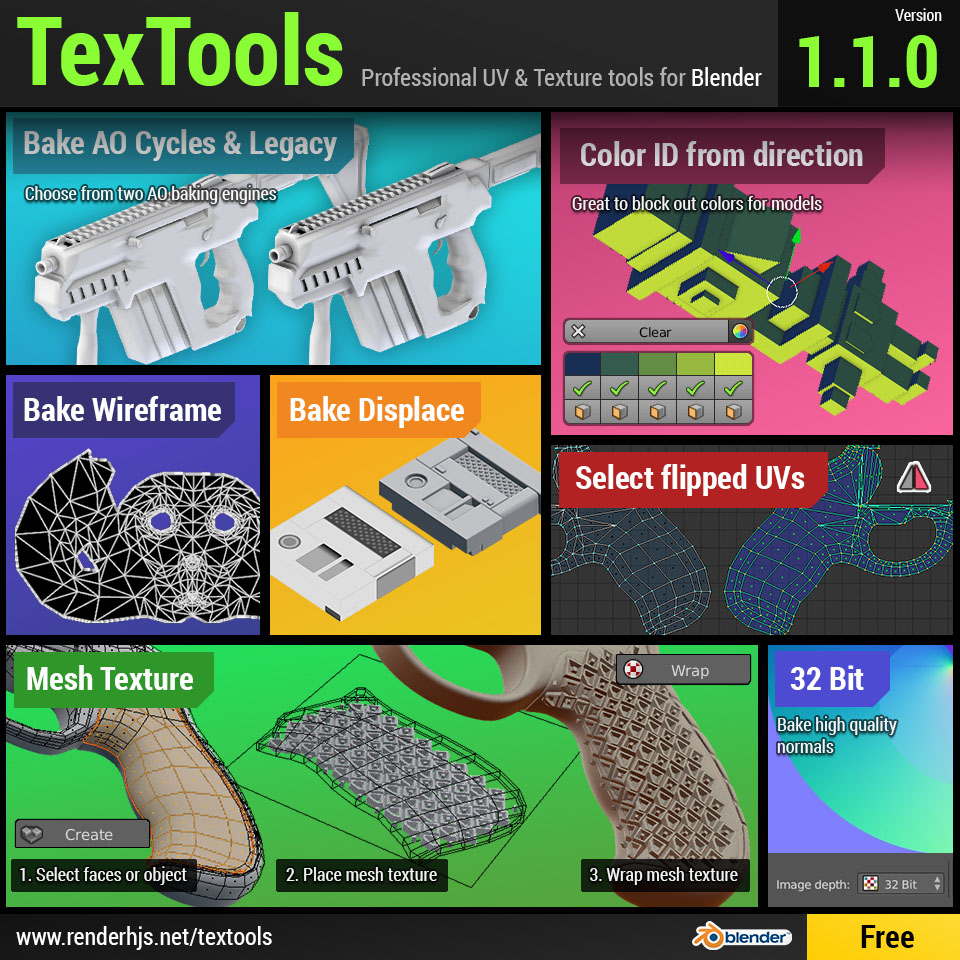 TexTools
Professional UV & Texture tools for Blender
Version
1.1.0
Bake AO Cycles & Legacy
Choose from two AO baking engines
Color ID from direction
Great to block out colors for models
Clear
Bake Wireframe
Bake Displace
Select flipped UVs
Mesh Texture
Wrap
Create
1. Select faces or object
2. Place mesh texture
3. Wrap mesh texture
32 Bit
Bake high quality
normals
Image depth: 32 Bit
www.renderhjs.net/textools
blender
Free